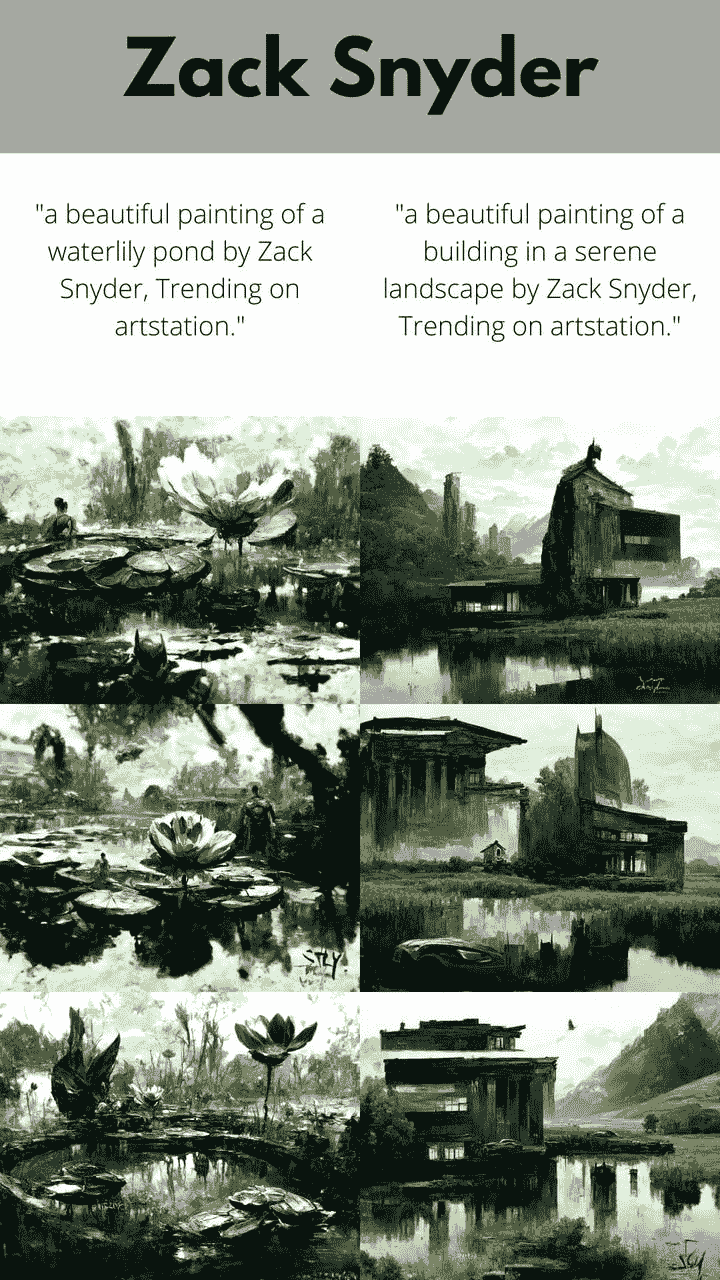 Zack Snyder
"a beautiful painting of a
waterlily pond by Zack
Snyder, Trending on
artstation."
"a beautiful painting of a
building in a serene
landscape by Zack Snyder,
Trending on artstation."